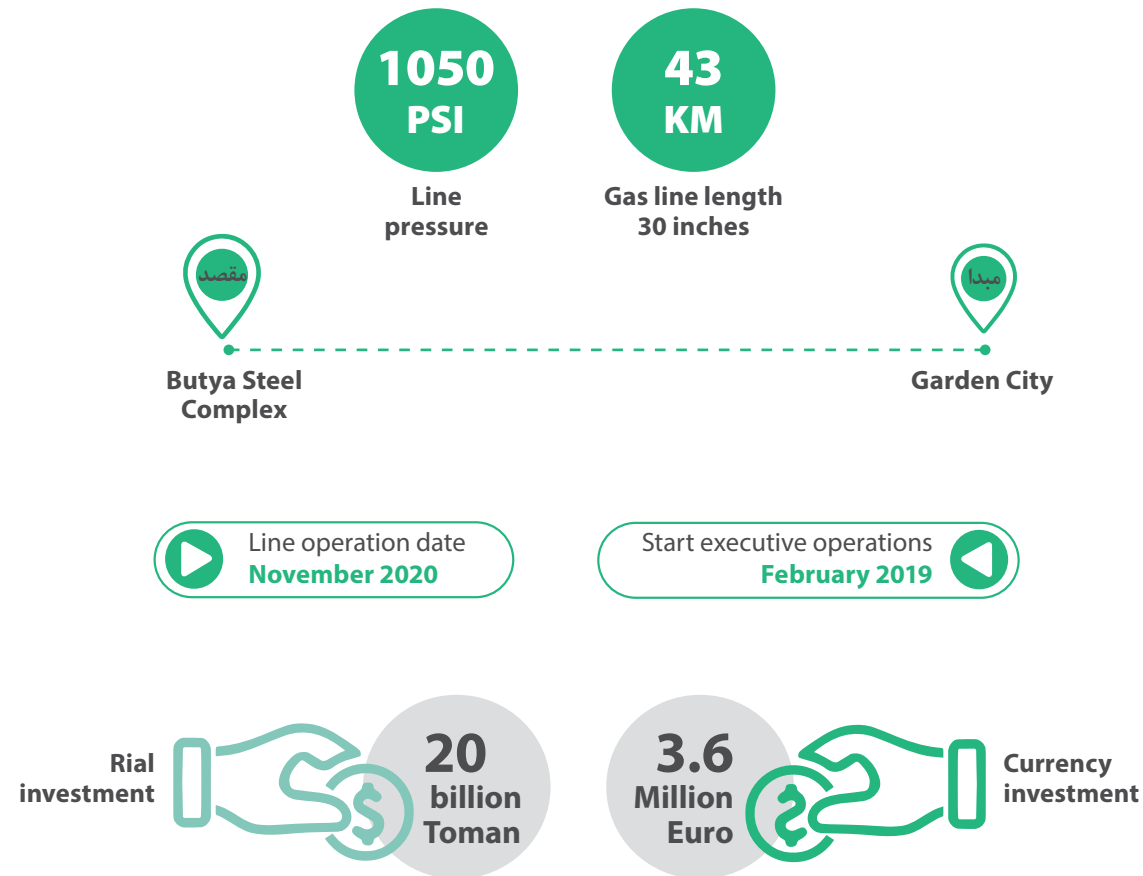 1050
PSI
Line
pressure
43
KM
Gas line length
30 inches
مقصد
مبدا
Butya Steel
Complex
Garden City
Line operation date
November 2020
Start executive operations
February 2019
Rial
investment
20
billion
Toman
3.6
Million
Euro
Currency
investment